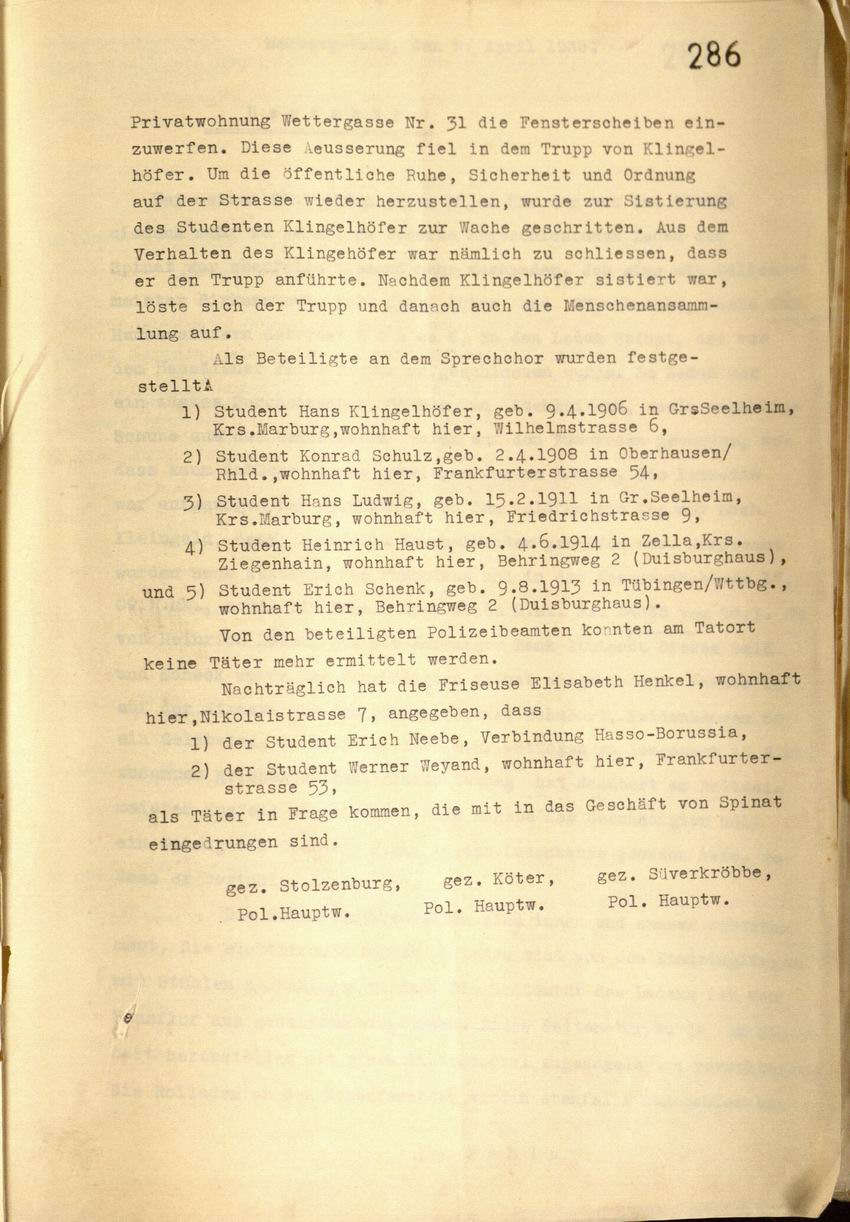 286
Privatwohnung Wettergasse Nr. 31 die Fensterscheiben ein-
zuwerfen. Diese Aeusserung fiel in dem Trupp von Klingel-
höfer. Um die öffentliche Ruhe, Sicherheit und Ordnung
auf der Strasse wieder herzustellen, wurde zur Sistierung
des Studenten Klingelhöfer zur Wache geschritten. Aus dem
Verhalten des Klingehöfer war nämlich zu schliessen, dass
er den Trupp anführte. Nachdem Klingelhöfer sistiert war,
löste sich der Trupp und danach auch die Menschenansamm-
lung auf.
Als Beteiligte an dem Sprechchor wurden festge-
stellt
1) Student Hans Klingelhöfer, geb. 9.4.1906 in GrsSeelheim,
Krs.Marburg,wohnhaft hier, Wilhelmstrasse 6,
2) Student Konrad Schulz,geb. 2.4.1908 in Oberhausen/
Rhld.,wohnhaft hier, Frankfurterstrasse 54,
3) Student Hans Ludwig, geb. 15.2.1911 in Gr.Seelheim,
Krs.Marburg, wohnhaft hier, Friedrichstrasse 9,
4) Student Heinrich Haust, geb. 4.6.1914 in Zella,Krs.
Ziegenhain, wohnhaft hier, Behringweg 2 (Duisburghaus),
und 5) Student Erich Schenk, geb. 9.8.1913 in Tübingen/Wttbg.,
wohnhaft hier, Behringweg 2 (Duisburghaus).
Von den beteiligten Polizeibeamten konnten am Tatort
keine Täter mehr ermittelt werden.
Nachträglich hat die Friseuse Elisabeth Henkel, wohnhaft
hier,Nikolaistrasse 7, angegeben, dass
1) der Student Erich Neebe, Verbindung Hasso-Borussia,
2) der Student Werner Weyand, wohnhaft hier, Frankfurter-
strasse 53,
als Täter in Frage kommen, die mit in das Geschäft von Spinat
eingedrungen sind.
gez. Stolzenburg, gez. Köter, gez. Süverkröbbe,
Pol.Hauptw. Pol. Hauptw. Pol. Hauptw.